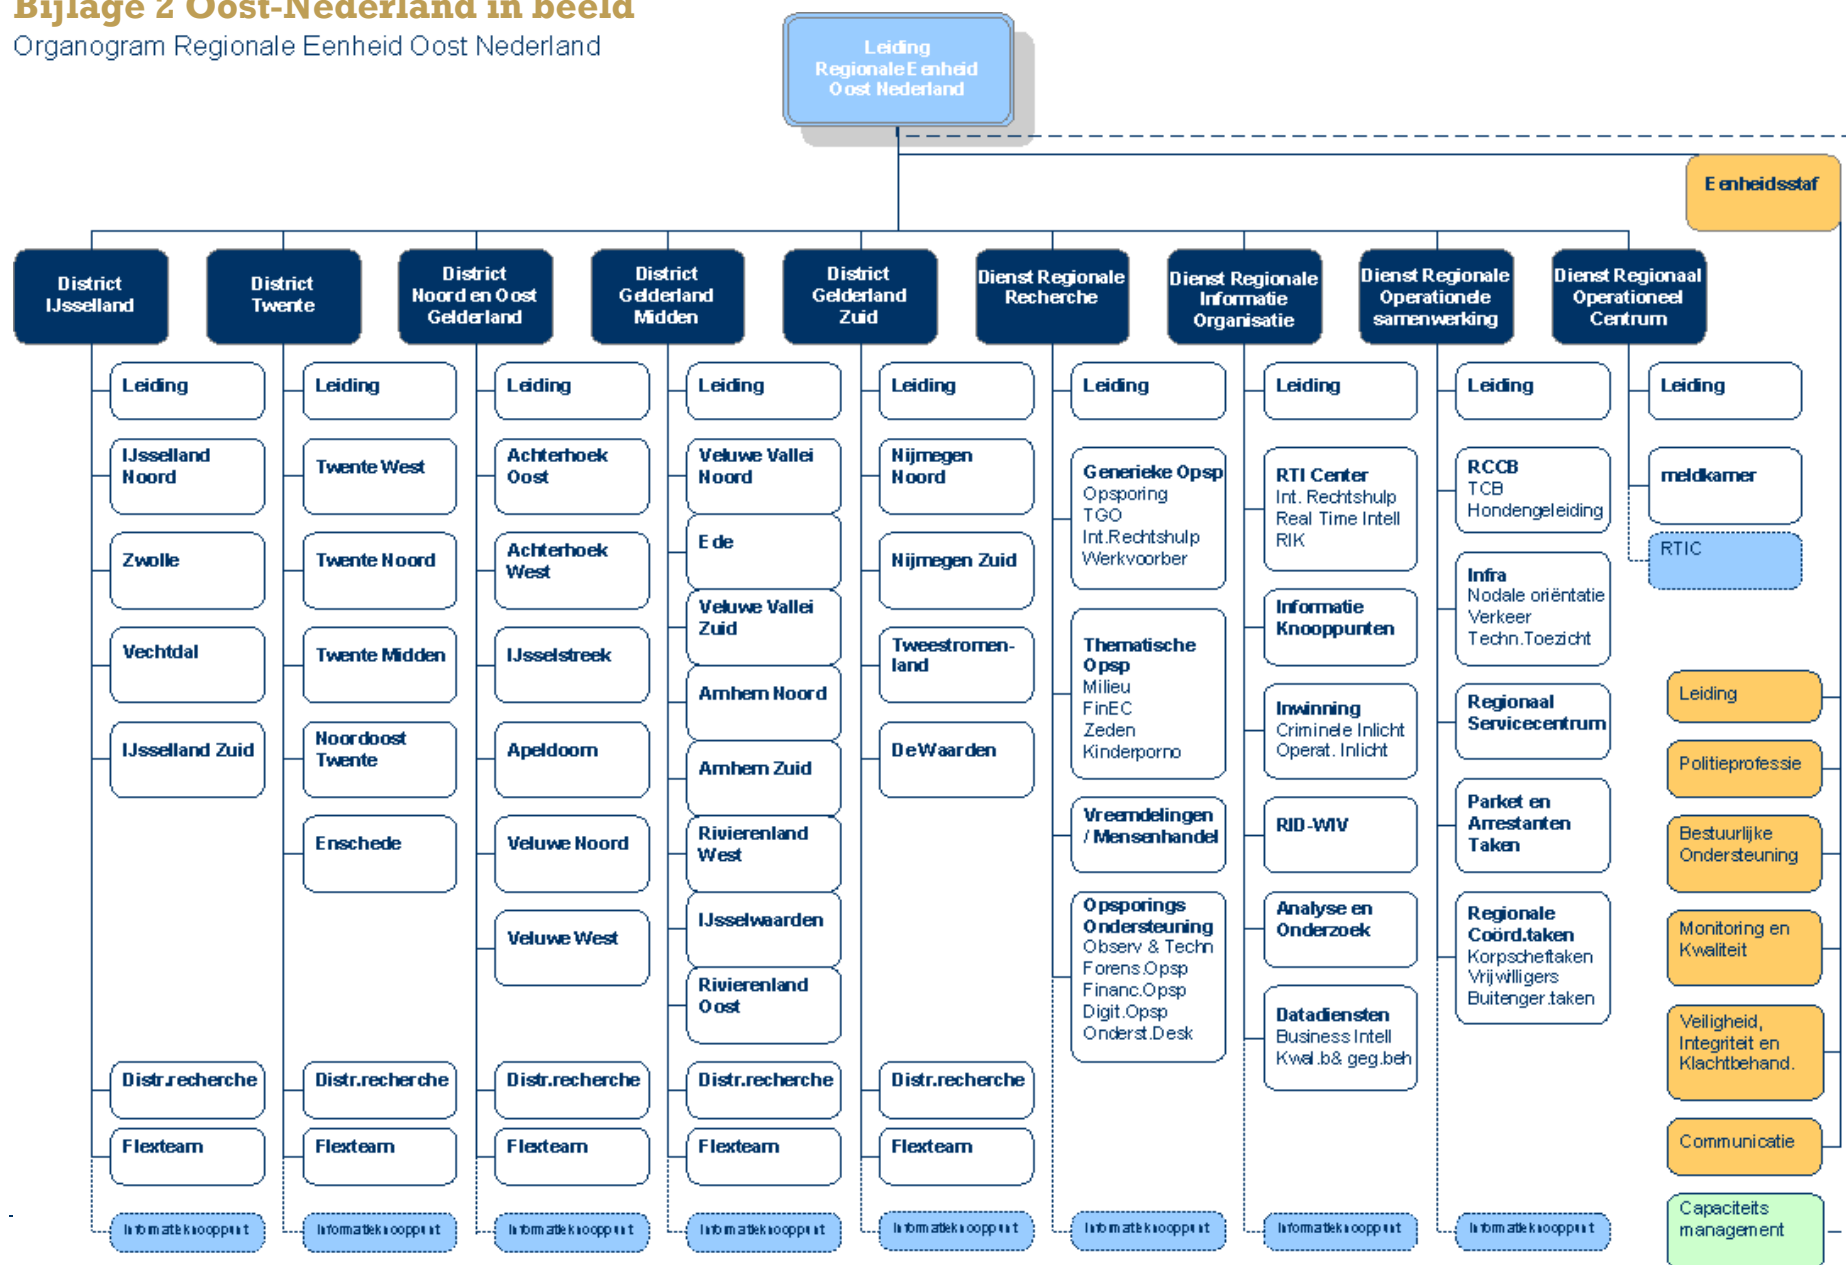 Bijlage 2 Oost-Nederland in beeld
Organogram Regionale Eenheid Oost Nederland
Leiding
Regionale Eenheid
Oost Nederland
Eenheidsstaf
District
IJsselland
District
Twente
District
Noord en Oost
Gelderland
District
Gelderland
Midden
District
Gelderland
Zuid
Dienst Regionale
Recherche
Dienst Regionale
Informatie
Organisatie
Dienst Regionale
Operationele
samenwerking
Dienst Regionaal
Operationeel
Centrum
Leiding
IJsselland
Noord
Zwolle
Vechtdal
IJsselland Zuid
Distr.recherche
Flexteam
Informatieknooppunt
Leiding
Twente West
Twente Noord
Twente Midden
Noordoost
Twente
Enschede
Distr.recherche
Flexteam
Informatieknooppunt
Leiding
Achterhoek
Oost
Achterhoek
West
IJsselstreek
Apeldoorn
Veluwe Noord
Veluwe West
Distr.recherche
Flexteam
Informatieknooppunt
Leiding
Veluwe Vallei
Noord
Ede
Veluwe Vallei
Zuid
Arnhem Noord
Arnhem Zuid
Rivierenland
West
IJsselwaarden
Rivierenland
Oost
Distr.recherche
Flexteam
Informatieknooppunt
Leiding
Nijmegen
Noord
Nijmegen Zuid
Tweestromen-
land
De Waarden
Distr.recherche
Flexteam
Informatieknooppunt
Leiding
Generieke Opsp
Opsporing
TGO
Int.Rechtshulp
Werkvoorber
Thematische
Opsp
Milieu
FinEC
Zeden
Kinderporno
Vreemdelingen
/ Mensenhandel
Opsporings
Ondersteuning
Observ & Techn
Forens.Opsp
Financ.Opsp
Digit.Opsp
Onderst.Desk
Informatieknooppunt
Leiding
RTI Center
Int. Rechtshulp
Real Time Intell
RIK
Informatie
Knooppunten
Inwinning
Criminele Inlicht
Operat. Inlicht
RID-WIV
Analyse en
Onderzoek
Datadiensten
Business Intell
Kwal.b& geg.beh
Informatieknooppunt
Leiding
RCCB
TCB
Hondengeleiding
Infra
Nodale oriëntatie
Verkeer
Techn.Toezicht
Regionaal
Servicecentrum
Parket en
Arrestanten
Taken
Regionale
Coörd.taken
Korpscheftaken
Vrijwilligers
Buitenger.taken
Informatieknooppunt
Leiding
meldkamer
RTIC
Leiding
Politieprofessie
Bestuurlijke
Ondersteuning
Monitoring en
Kwaliteit
Veiligheid,
Integriteit en
Klachtbehand.
Communicatie
Capaciteits
management